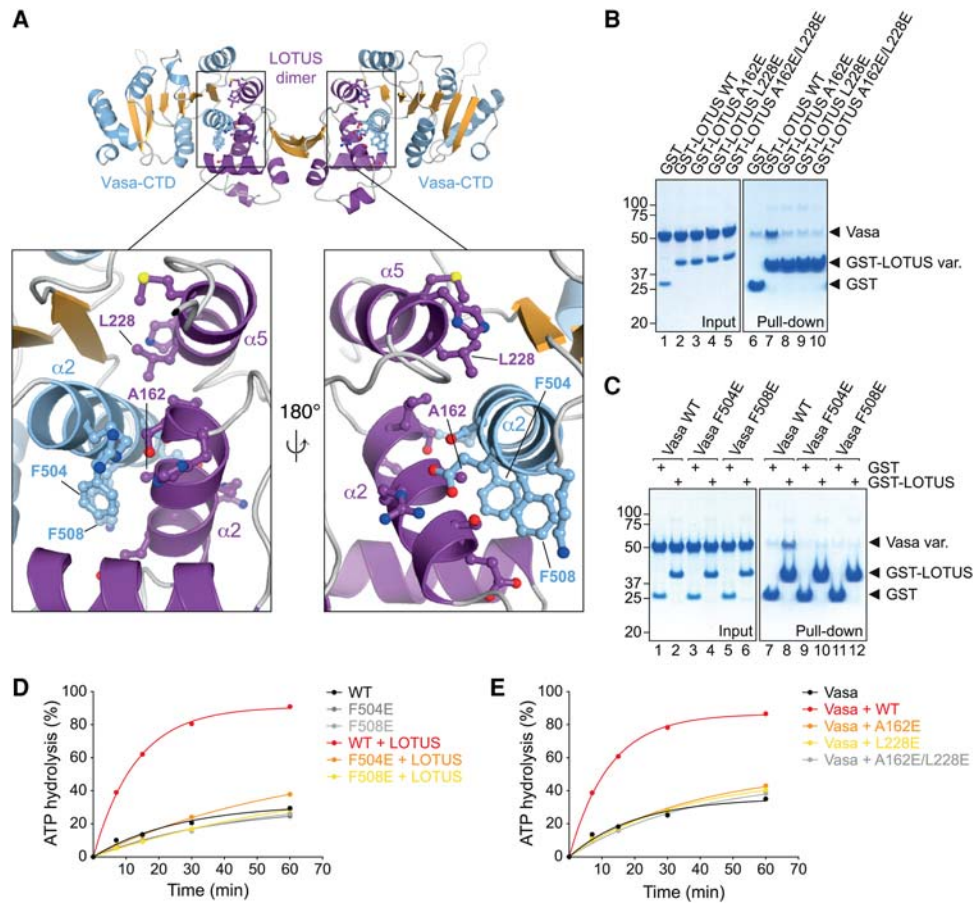 A
LOTUS
dimer
Vasa-CTD
Vasa-CTD
α5
L228
α5
α2
A162
F504
F508
α2
180°
L228
F504
A162
α2
α2
F508
B
GST
GST-LOTUS WT
GST-LOTUS A162E
GST-LOTUS L228E
GST-LOTUS A162E/L228E
GST
GST-LOTUS WT
GST-LOTUS A162E
GST-LOTUS L228E
GST-LOTUS A162E/L228E
100
75
50
37
25
20
Vasa
GST-LOTUS var.
GST
Input
Pull-down
1 2 3 4 5
6 7 8 9 10
C
Vasa WT
Vasa F504E
Vasa F508E
Vasa WT
Vasa F504E
Vasa F508E
+ + + + + + GST
+ + + + + + GST-LOTUS
100
75
50
37
25
20
Vasa var.
GST-LOTUS
GST
Input
Pull-down
1 2 3 4 5 6
7 8 9 10 11 12
D
ATP hydrolysis (%)
100
80
60
40
20
0
10 20 30 40 50 60 70
Time (min)
WT
F504E
F508E
WT + LOTUS
F504E + LOTUS
F508E + LOTUS
E
ATP hydrolysis (%)
100
80
60
40
20
0
10 20 30 40 50 60 70
Time (min)
Vasa
Vasa + WT
Vasa + A162E
Vasa + L228E
Vasa + A162E/L228E